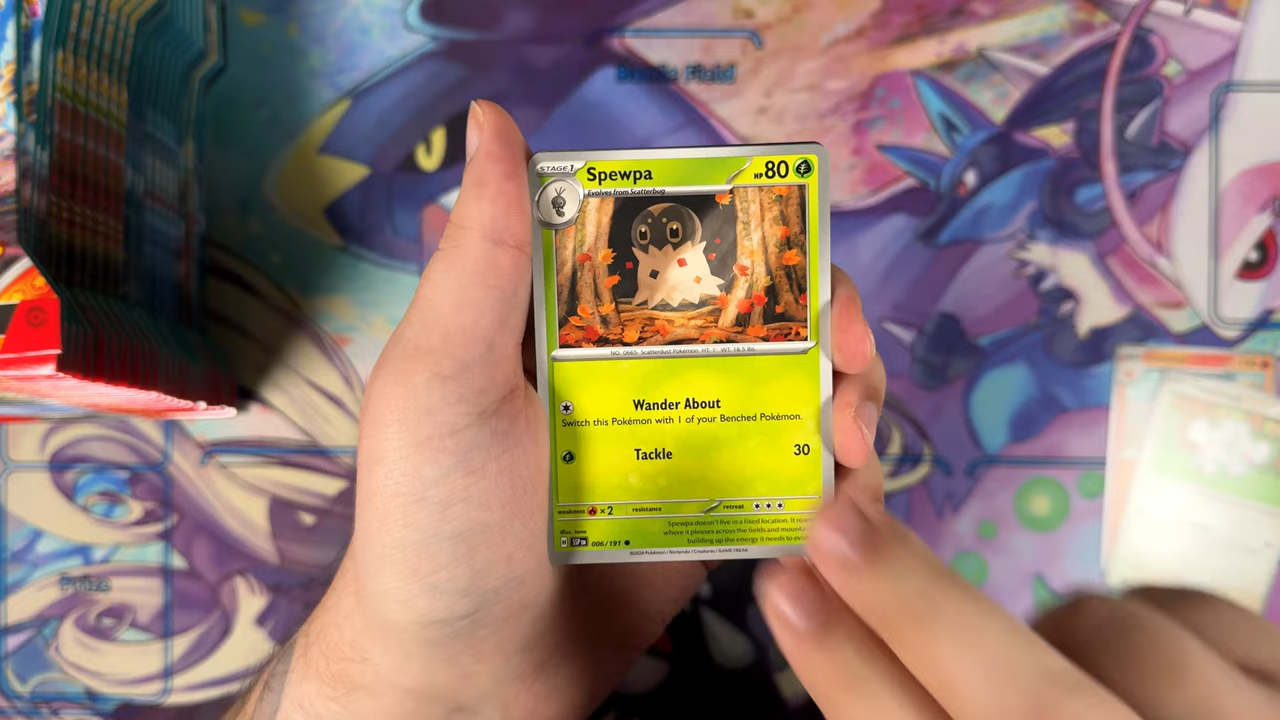 Battle Field
STAGE 1
Spewpa
HP 80
Evolves from Scatterbug
NO. 0665 Scatterdust Pokémon HT. 1' WT. 18.5 lbs.
Wander About
Switch this Pokémon with 1 of your Benched Pokémon.
Tackle 30
weakness ×2 resistance retreat
Spewpa doesn't live in a fixed location. It
where it pleases across the fields and
building up the energy it needs to
Illus.
H SSP EN 006/191
©2024 Pokémon / Nintendo / Creatures / GAME FREAK
Prize